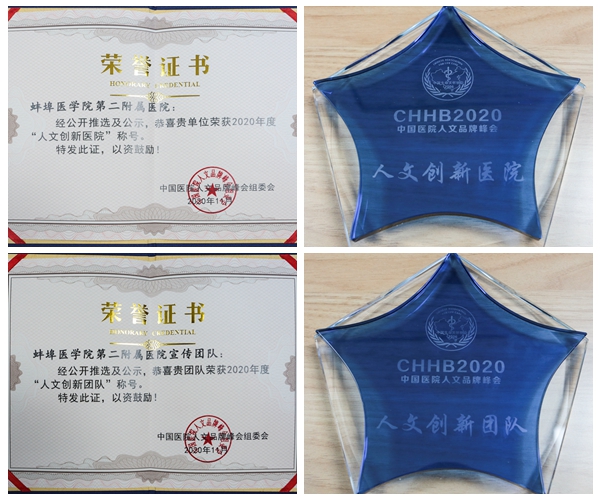 荣誉证书
HONORARY CREDENTIAL
蚌埠医学院第二附属医院：
经公开推选及公示，恭喜贵单位荣获2020年度
“人文创新医院”称号。
特发此证，以资鼓励！
中国医院人文品牌峰会组委会
2020年11月
CHHB2020
中国医院人文品牌峰会
人文创新医院
荣誉证书
HONORARY CREDENTIAL
蚌埠医学院第二附属医院宣传团队：
经公开推选及公示，恭喜贵团队荣获2020年度
“人文创新团队”称号。
特发此证，以资鼓励！
中国医院人文品牌峰会组委会
2020年11月
CHHB2020
中国医院人文品牌峰会
人文创新团队